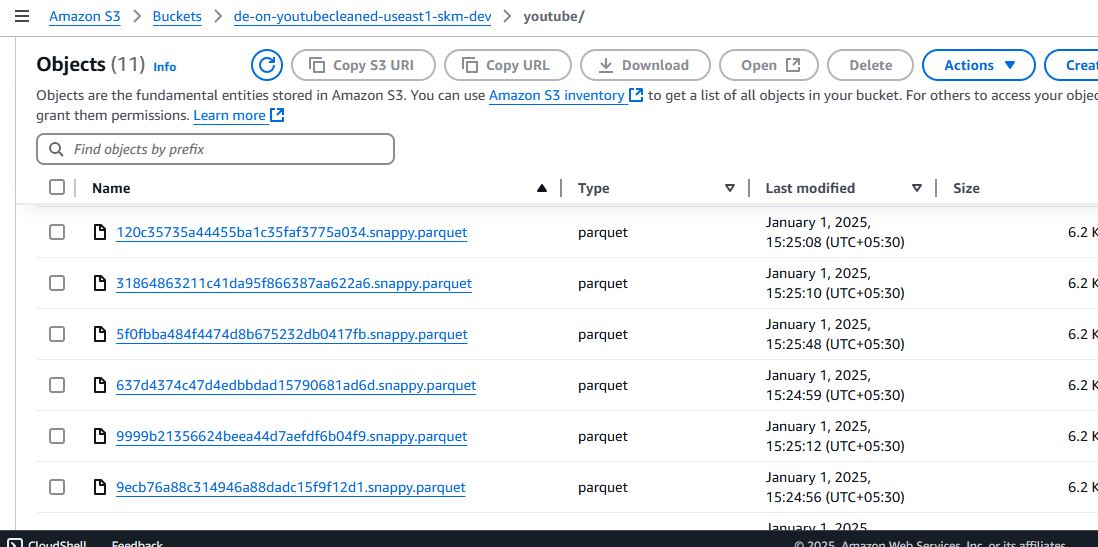 Amazon S3 > Buckets > de-on-youtubecleaned-useast1-skm-dev > youtube/
Objects (11) Info
Copy S3 URI
Copy URL
Download
Open
Delete
Actions
Objects are the fundamental entities stored in Amazon S3. You can use Amazon S3 inventory to get a list of all objects in your bucket. For others to access your
grant them permissions. Learn more
Find objects by prefix
Name Type Last modified Size
120c35735a44455ba1c35faf3775a034.snappy.parquet parquet January 1, 2025, 6.2
15:25:08 (UTC+05:30)
31864863211c41da95f866387aa622a6.snappy.parquet parquet January 1, 2025, 6.2
15:25:10 (UTC+05:30)
5f0fbba484f4474d8b675232db0417fb.snappy.parquet parquet January 1, 2025, 6.2
15:25:48 (UTC+05:30)
637d4374c47d4edbbdad15790681ad6d.snappy.parquet parquet January 1, 2025, 6.2
15:24:59 (UTC+05:30)
9999b21356624beea44d7aefdf6b04f9.snappy.parquet parquet January 1, 2025, 6.2
15:25:12 (UTC+05:30)
9ecb76a88c314946a88dadc15f9f12d1.snappy.parquet parquet January 1, 2025, 6.2
15:24:56 (UTC+05:30)
January 1, 2025,
CloudShell Feedback © 2025, Amazon Web Services, Inc. or its affiliates.